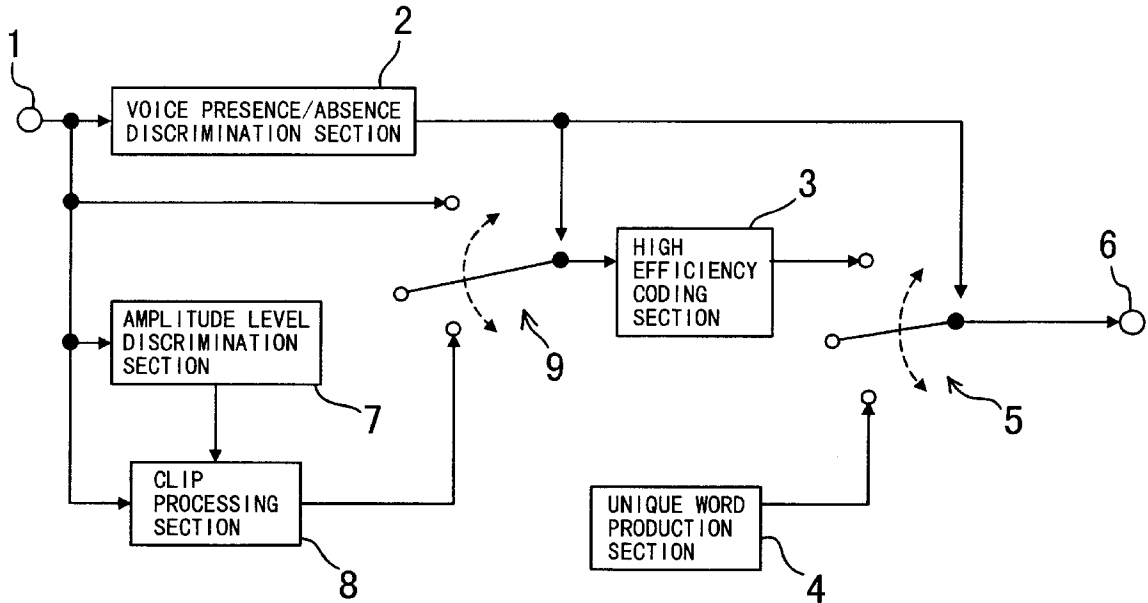 1
2
VOICE PRESENCE/ABSENCE
DISCRIMINATION SECTION
3
HIGH
EFFICIENCY
CODING
SECTION
6
AMPLITUDE LEVEL
DISCRIMINATION
SECTION
7
9
5
CLIP
PROCESSING
SECTION
8
UNIQUE WORD
PRODUCTION
SECTION
4